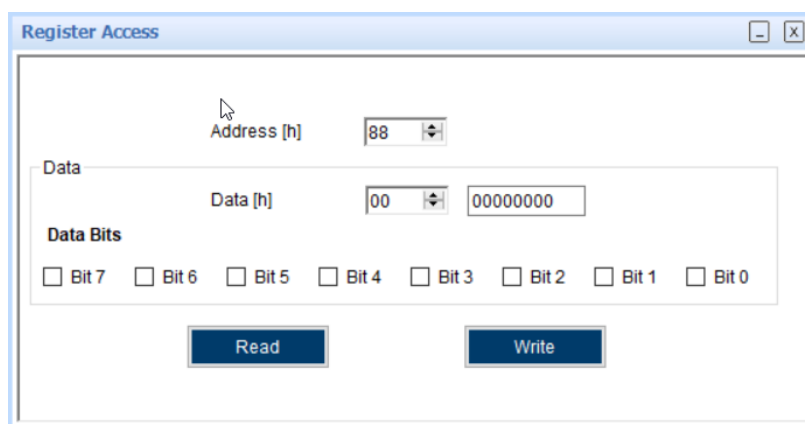 Register Access
Address [h] 88
Data
Data [h] 00 00000000
Data Bits
Bit 7 Bit 6 Bit 5 Bit 4 Bit 3 Bit 2 Bit 1 Bit 0
Read Write